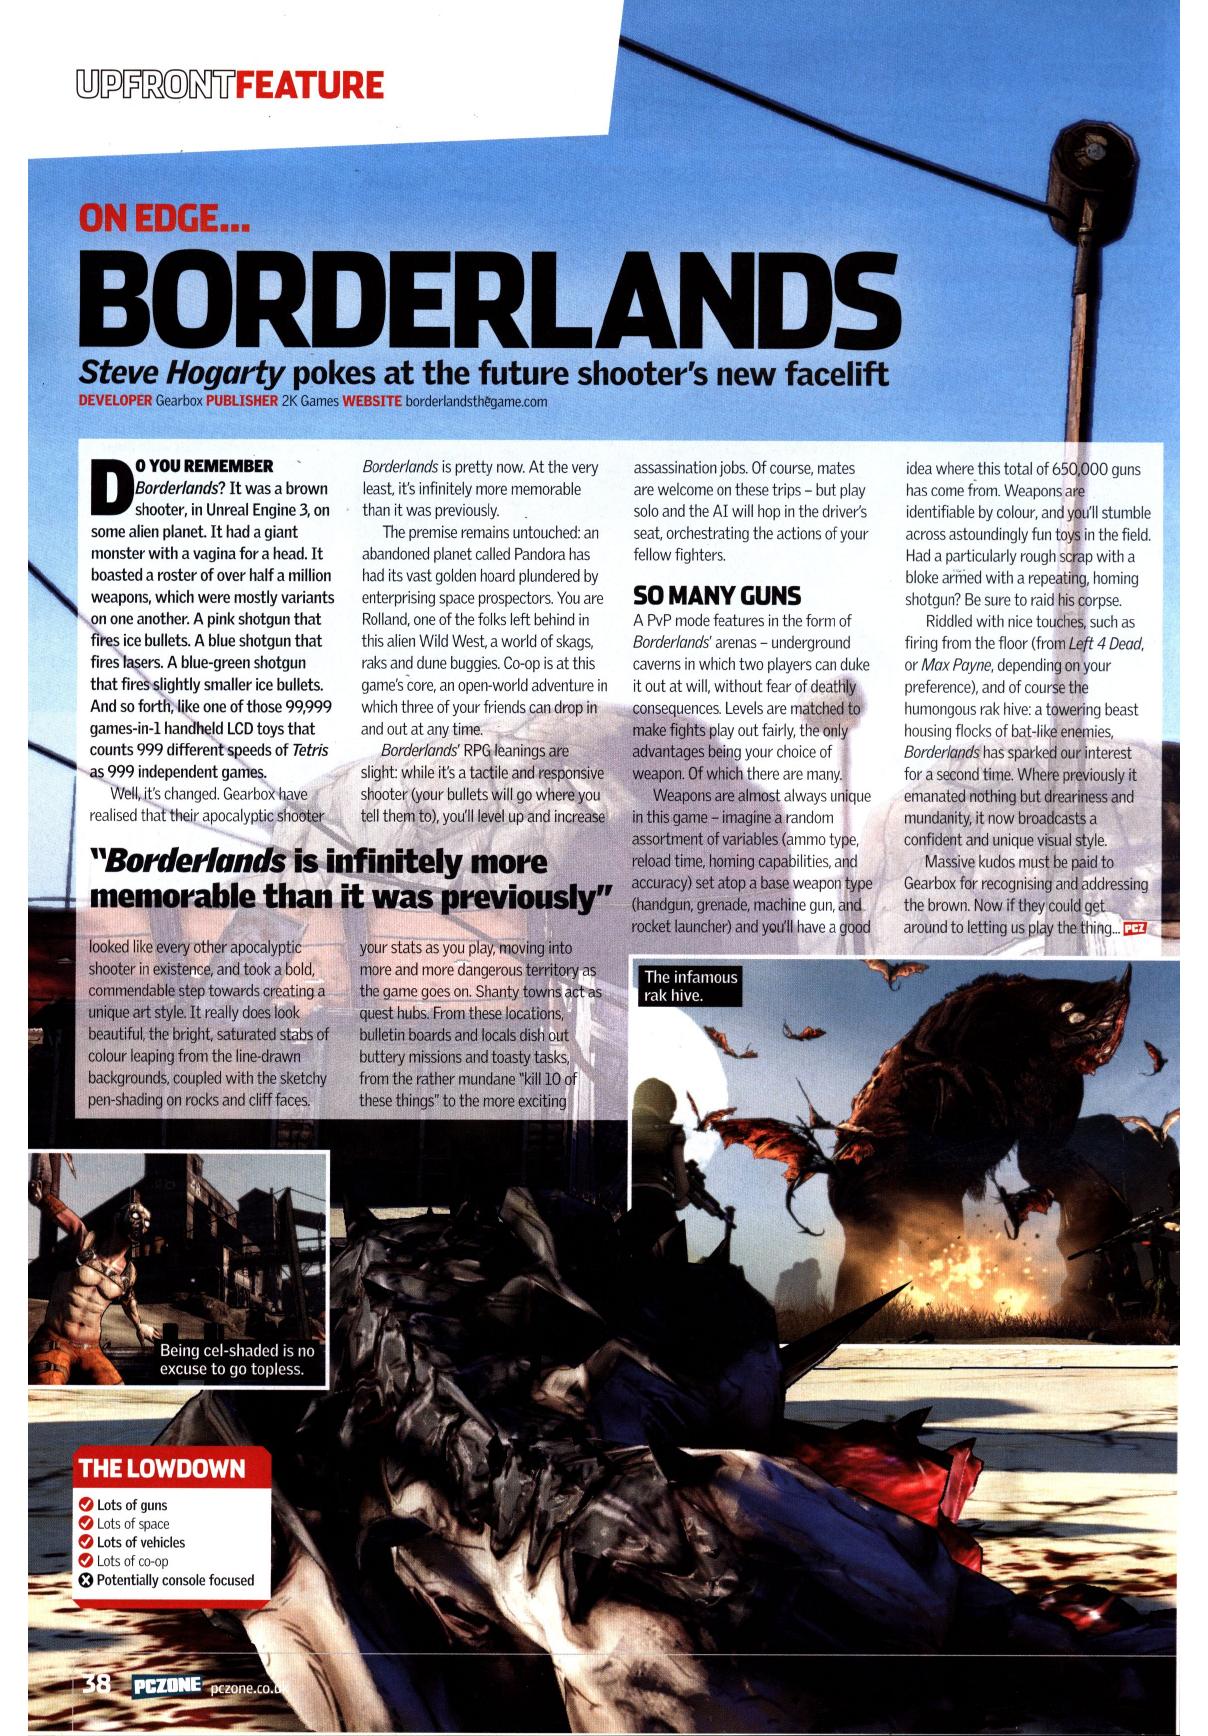 UPFRONTFEATURE
ON EDGE...
BORDERLANDS
Steve Hogarty pokes at the future shooter's new facelift
DEVELOPER Gearbox PUBLISHER 2K Games WEBSITE borderlandsthegame.com
DO YOU REMEMBER
Borderlands? It was a brown
shooter, in Unreal Engine 3, on
some alien planet. It had a giant
monster with a vagina for a head. It
boasted a roster of over half a million
weapons, which were mostly variants
on one another. A pink shotgun that
fires ice bullets. A blue shotgun that
fires lasers. A blue-green shotgun
that fires slightly smaller ice bullets.
And so forth, like one of those 99,999
games-in-1 handheld LCD toys that
counts 999 different speeds of Tetris
as 999 independent games.
Well, it's changed. Gearbox have
realised that their apocalyptic shooter
"Borderlands is infinitely more
memorable than it was previously"
looked like every other apocalyptic
shooter in existence, and took a bold,
commendable step towards creating a
unique art style. It really does look
beautiful, the bright, saturated stabs of
colour leaping from the line-drawn
backgrounds, coupled with the sketchy
pen-shading on rocks and cliff faces.
Borderlands is pretty now. At the very
least, it's infinitely more memorable
than it was previously.
The premise remains untouched: an
abandoned planet called Pandora has
had its vast golden hoard plundered by
enterprising space prospectors. You are
Rolland, one of the folks left behind in
this alien Wild West, a world of skags,
raks and dune buggies. Co-op is at this
game's core, an open-world adventure in
which three of your friends can drop in
and out at any time.
Borderlands' RPG leanings are
slight: while it's a tactile and responsive
shooter (your bullets will go where you
tell them to), you'll level up and increase
your stats as you play, moving into
more and more dangerous territory as
the game goes on. Shanty towns act as
quest hubs. From these locations,
bulletin boards and locals dish out
buttery missions and toasty tasks,
from the rather mundane "kill 10 of
these things" to the more exciting
assassination jobs. Of course, mates
are welcome on these trips – but play
solo and the AI will hop in the driver's
seat, orchestrating the actions of your
fellow fighters.
SO MANY GUNS
A PvP mode features in the form of
Borderlands' arenas – underground
caverns in which two players can duke
it out at will, without fear of deathly
consequences. Levels are matched to
make fights play out fairly, the only
advantages being your choice of
weapon. Of which there are many.
Weapons are almost always unique
in this game – imagine a random
assortment of variables (ammo type,
reload time, homing capabilities, and
accuracy) set atop a base weapon type
(handgun, grenade, machine gun, and
rocket launcher) and you'll have a good
idea where this total of 650,000 guns
has come from. Weapons are
identifiable by colour, and you'll stumble
across astoundingly fun toys in the field.
Had a particularly rough scrap with a
bloke armed with a repeating, homing
shotgun? Be sure to raid his corpse.
Riddled with nice touches, such as
firing from the floor (from Left 4 Dead,
or Max Payne, depending on your
preference), and of course the
humongous rak hive: a towering beast
housing flocks of bat-like enemies,
Borderlands has sparked our interest
for a second time. Where previously it
emanated nothing but dreariness and
mundanity, it now broadcasts a
confident and unique visual style.
Massive kudos must be paid to
Gearbox for recognising and addressing
the brown. Now if they could get
around to letting us play the thing... PCZ
The infamous
rak hive.
Being cel-shaded is no
excuse to go topless.
THE LOWDOWN
Lots of guns
Lots of space
Lots of vehicles
Lots of co-op
Potentially console focused
38 PCZONE pczone.co.uk